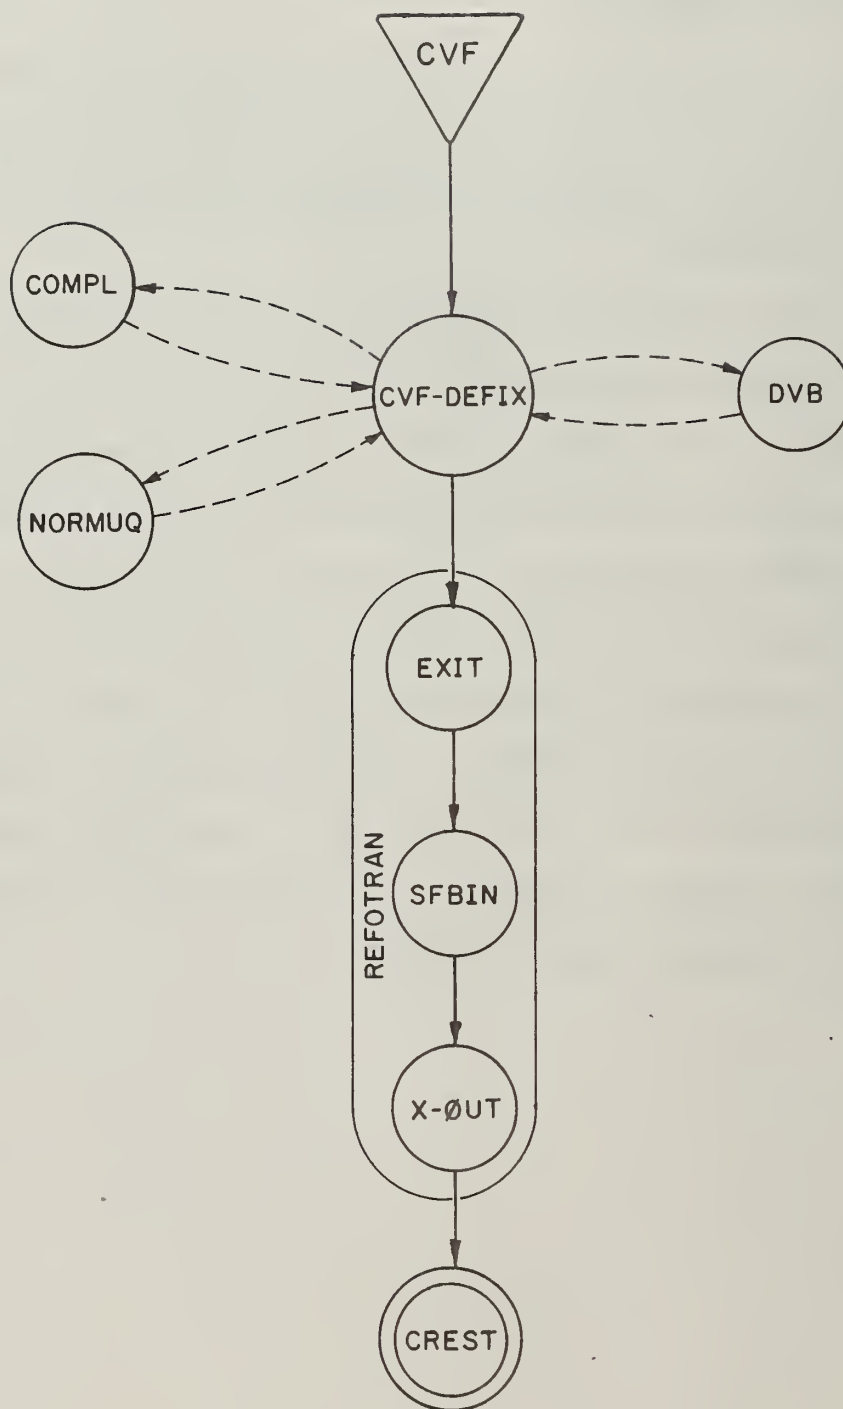 CVF
COMPL
CVF-DEFIX
DVB
NORMUQ
EXIT
REFOTRAN
SFBIN
X-ØUT
CREST